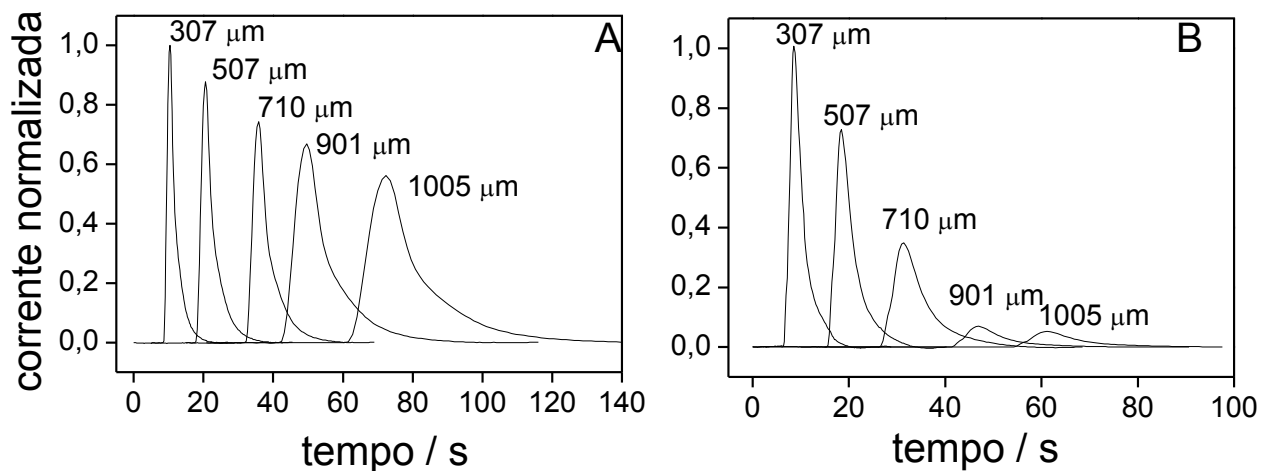 A
307 μm
507 μm
710 μm
901 μm
1005 μm
1,0
0,8
0,6
0,4
0,2
0,0
0 20 40 60 80 100 120 140
corrente normalizada
tempo / s
B
307 μm
507 μm
710 μm
901 μm
1005 μm
1,0
0,8
0,6
0,4
0,2
0,0
0 20 40 60 80 100
tempo / s